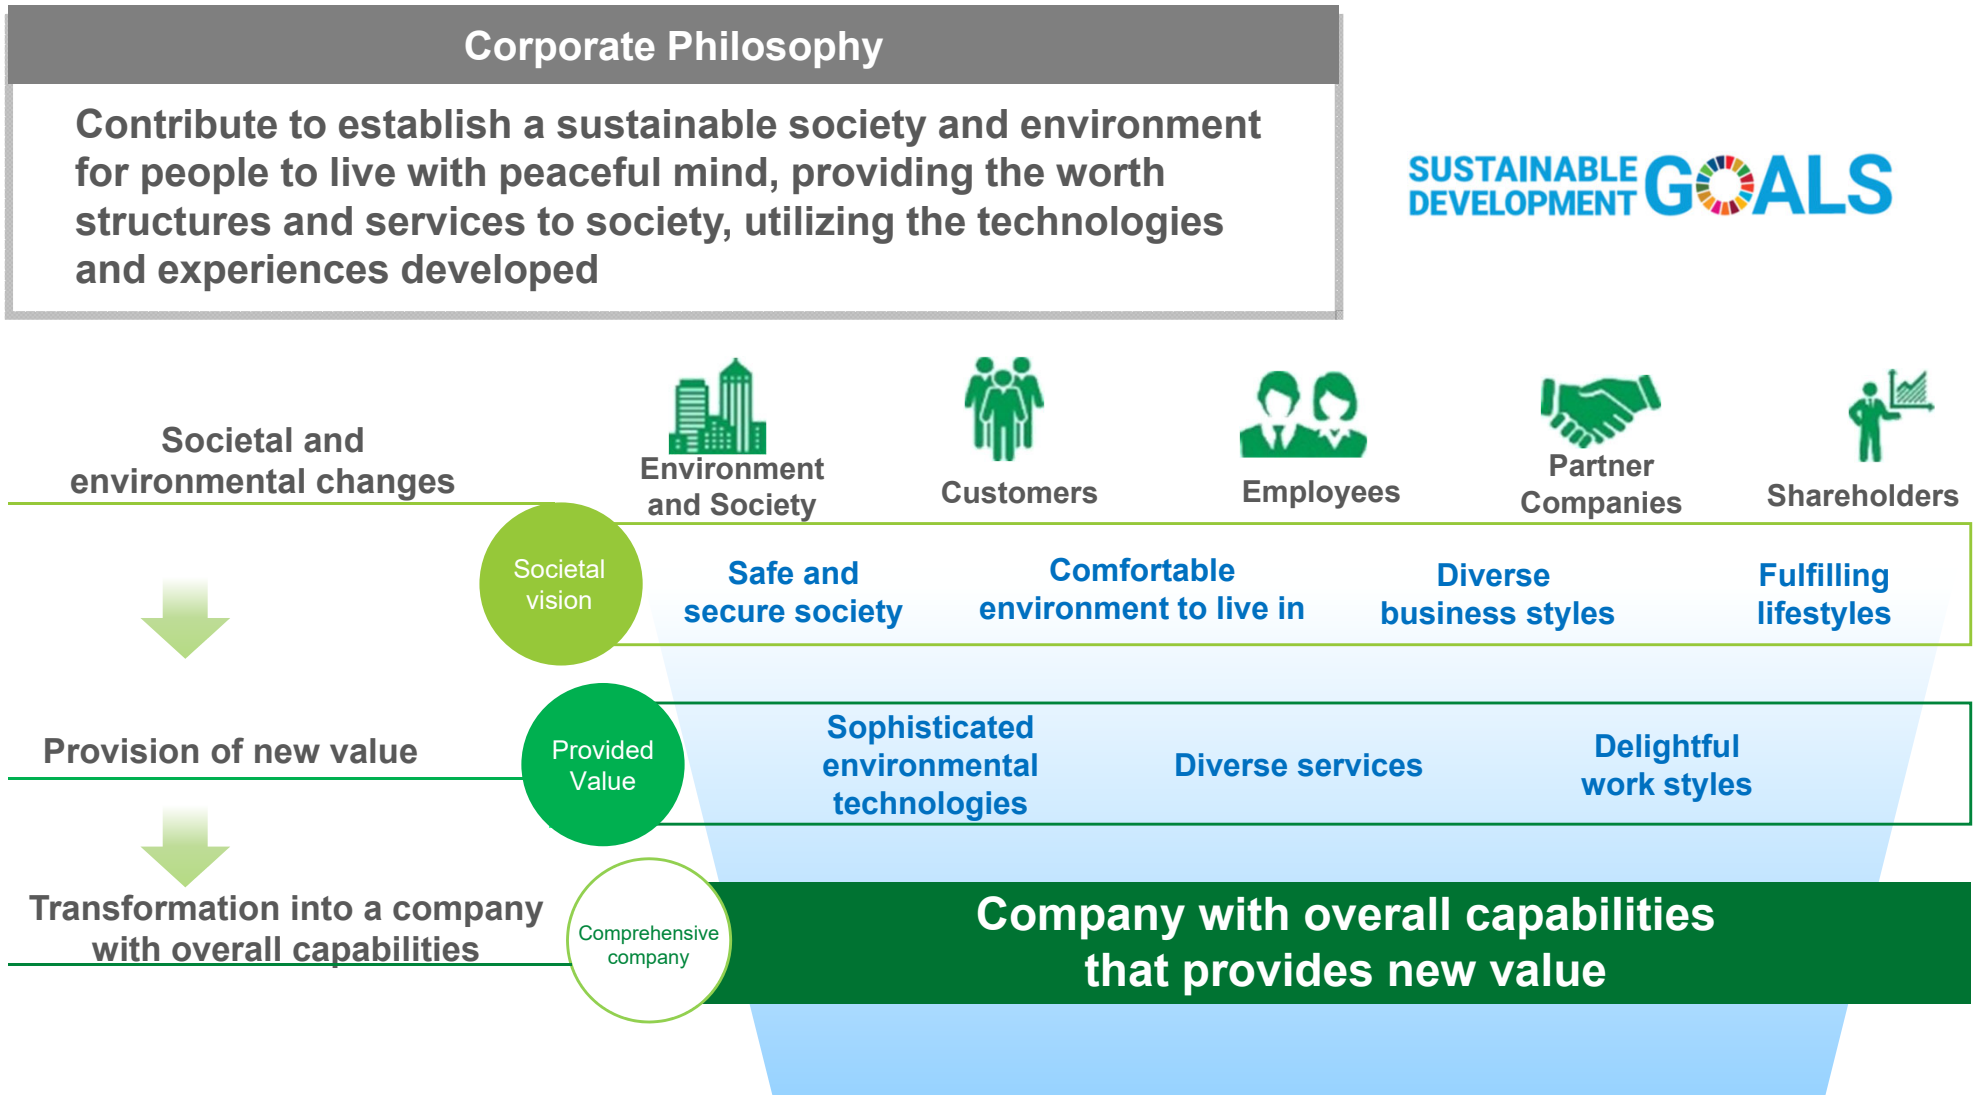 Corporate Philosophy
Contribute to establish a sustainable society and environment
for people to live with peaceful mind, providing the worth
structures and services to society, utilizing the technologies
and experiences developed
SUSTAINABLE
DEVELOPMENT
GOALS
Societal and
environmental changes
Environment
and Society
Customers
Employees
Partner
Companies
Shareholders
Societal
vision
Safe and
secure society
Comfortable
environment to live in
Diverse
business styles
Fulfilling
lifestyles
Provision of new value
Provided
Value
Sophisticated
environmental
technologies
Diverse services
Delightful
work styles
Transformation into a company
with overall capabilities
Comprehensive
company
Company with overall capabilities
that provides new value